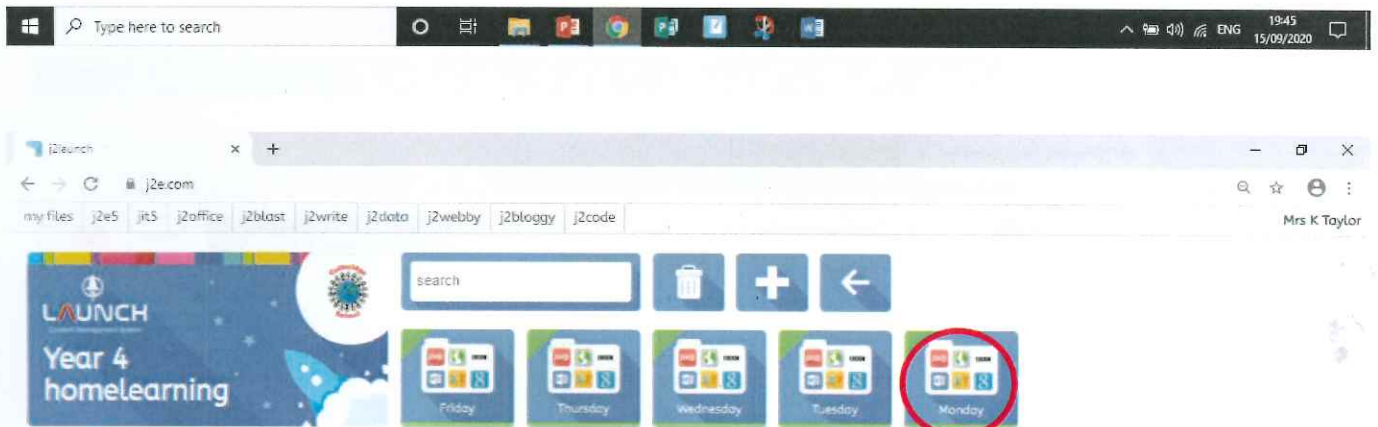 Type here to search
ENG
19:45
15/09/2020
j2launch
j2e.com
my files j2e5 jit5 j2office j2blast j2write j2data j2webby j2bloggy j2code
Mrs K Taylor
LAUNCH
search
Year 4
homelearning
Friday Thursday Wednesday Tuesday Monday